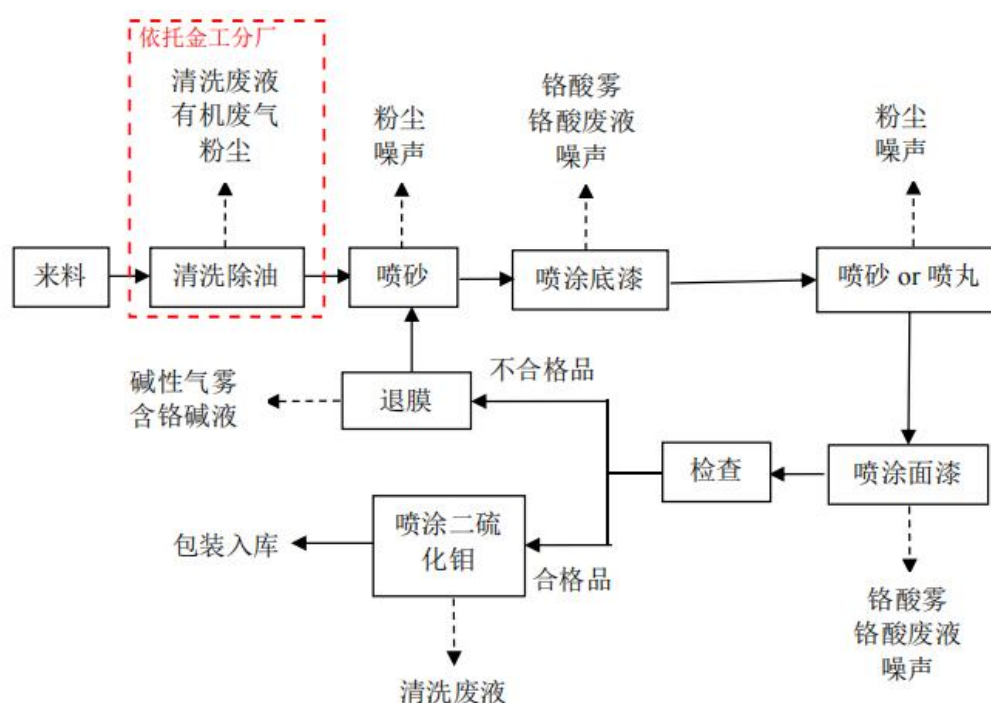 依托金工分厂
清洗废液
有机废气
粉尘
粉尘
噪声
铬酸雾
铬酸废液
噪声
粉尘
噪声
来料
清洗除油
喷砂
喷涂底漆
喷砂 or 喷丸
碱性气雾
含铬碱液
退膜
不合格品
检查
喷涂面漆
包装入库
喷涂二硫
化钼
合格品
铬酸雾
铬酸废液
噪声
清洗废液